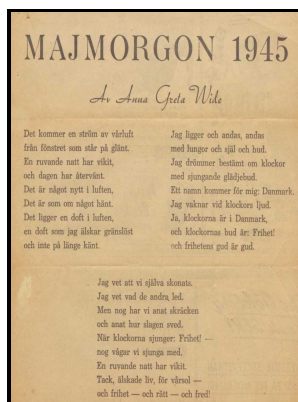 MAJMORGON 1945
Av Anna Greta Wide
Det kommer en ström av vårluft
från fönstret som står på glänt.
En ruvande natt har vikit,
och dagen har återvänt.
Det är något nytt i luften,
Det är som om något hänt.
Det ligger en doft i luften,
en doft som jag älskar gränslöst
och inte på länge känt.
Jag ligger och andas, andas
med lungor och själ och hud.
Jag drömmer bestämt om klockor
med sjungande glädjebud.
Ett namn kommer för mig: Danmark.
Jag vaknar vid klockors ljud.
Ja, klockorna är i Danmark,
och klockornas bud är: Frihet!
och frihetens gud är gud.
Jag vet att vi själva skonats.
Jag vet vad de andra led.
Men nog har vi anat skräcken
och anat hur slagen sved.
När klockorna sjunger: Frihet! —
nog vågar vi sjunga med.
En ruvande natt har vikit.
Tack, älskade liv, för vårsol —
och frihet — och rätt — och fred!